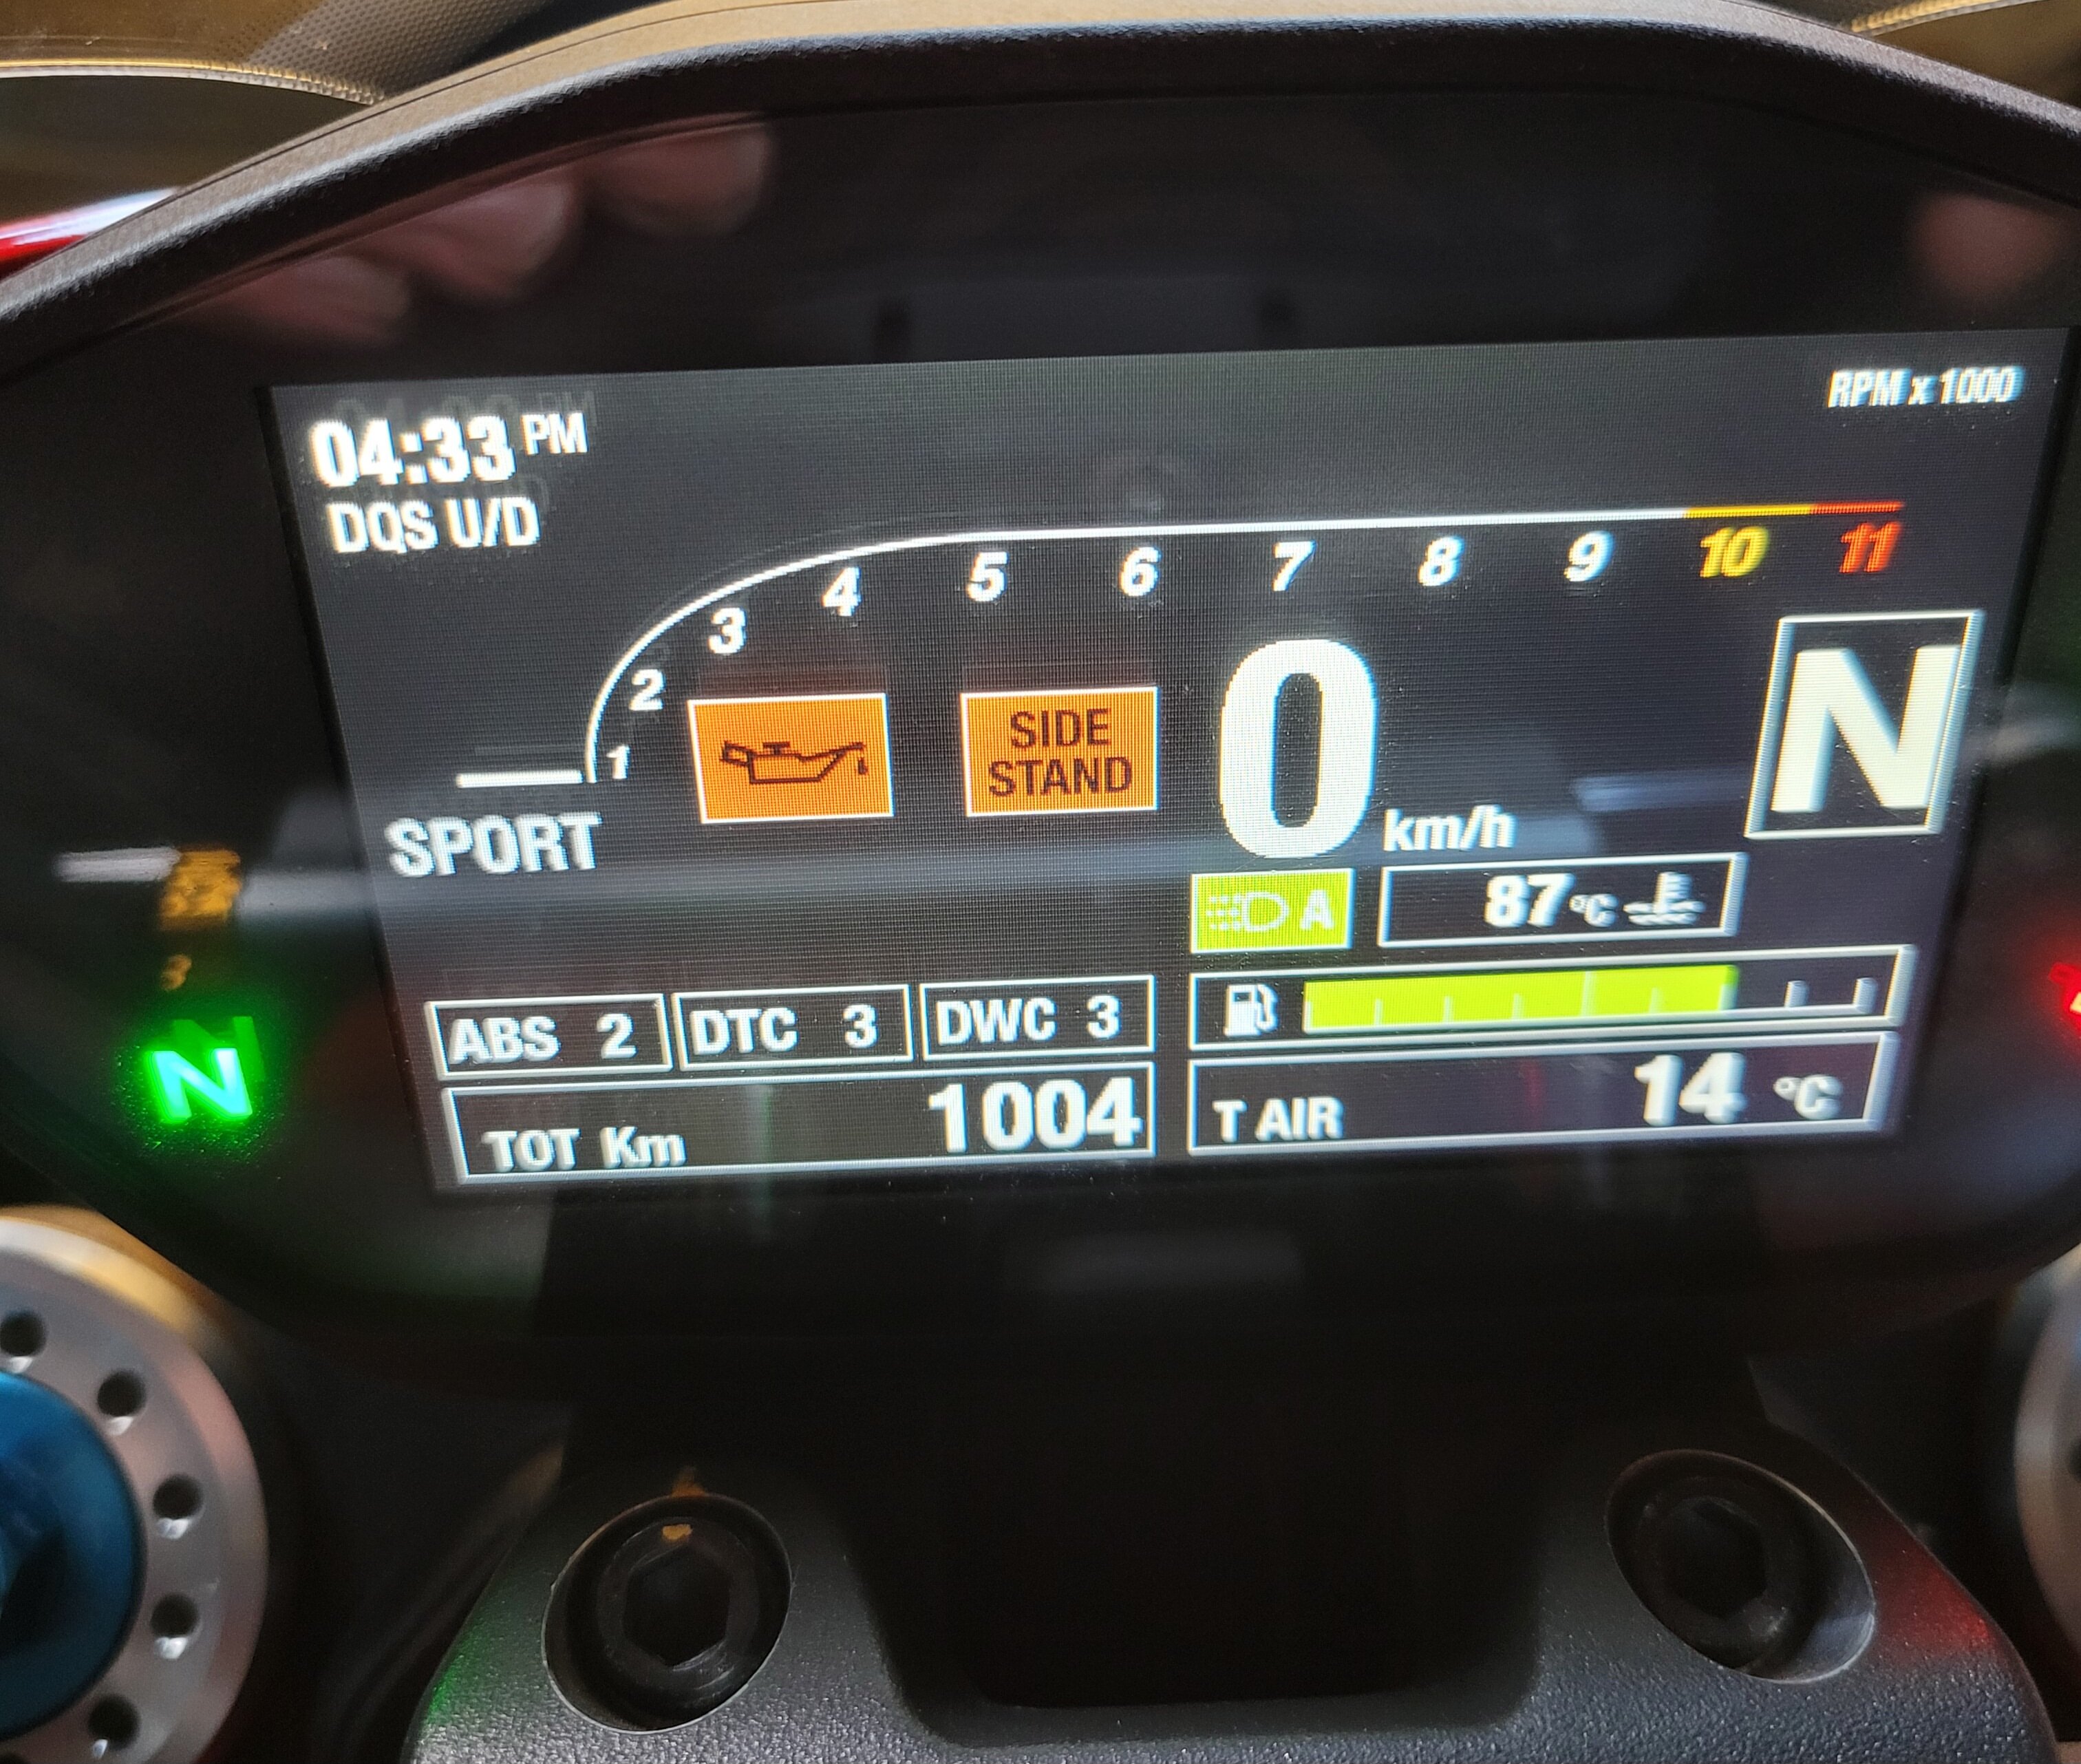 04:33 PM
RPM x 1000
DQS U/D
1 2 3 4 5 6 7 8 9 10 11
SIDE
STAND
0 km/h
N
SPORT
A
87 °C
ABS 2
DTC 3
DWC 3
TOT Km 1004
T AIR 14 °C
N